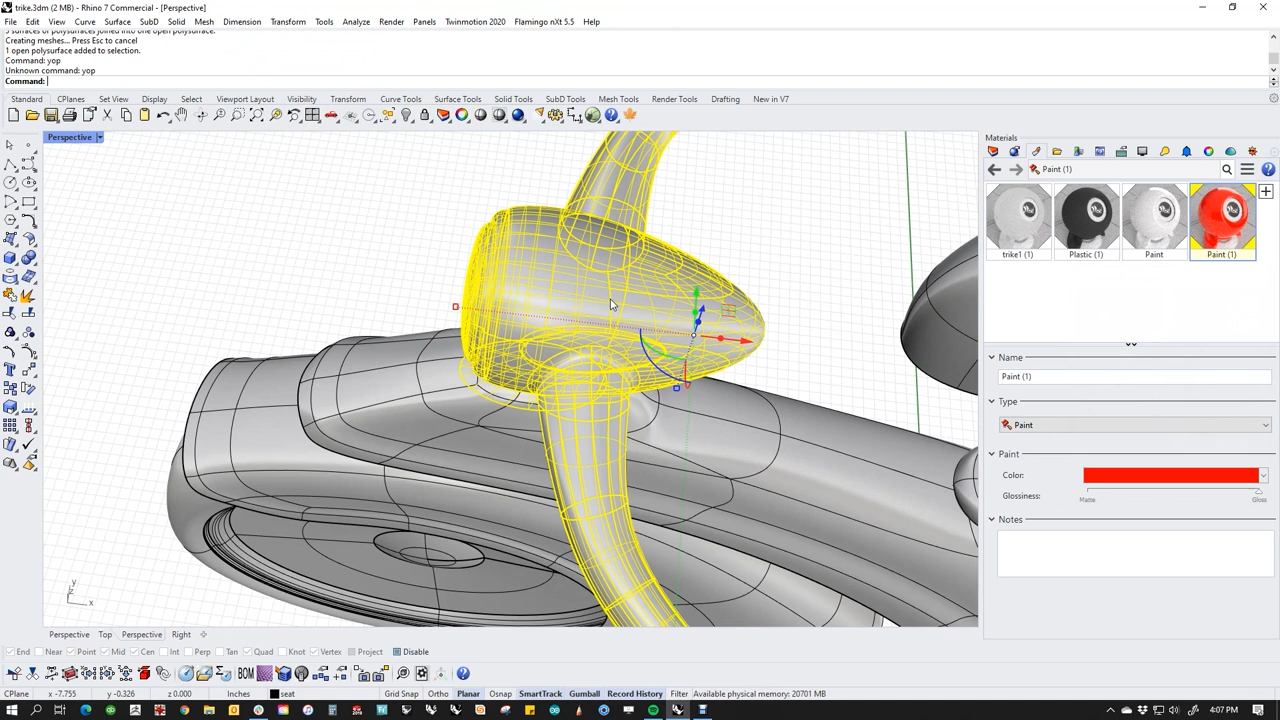 trike.3dm (2 MB) - Rhino 7 Commercial - [Perspective]
File Edit View Curve Surface SubD Solid Mesh Dimension Transform Tools Analyze Render Panels Twinmotion 2020 Flamingo nXt 5.5 Help
5 surfaces or polysurfaces joined into one open polysurface.
Creating meshes... Press Esc to cancel
1 open polysurface added to selection.
Command: yop
Unknown command: yop
Command:
Standard CPlanes Set View Display Select Viewport Layout Visibility Transform Curve Tools Surface Tools Solid Tools SubD Tools Mesh Tools Render Tools Drafting New in V7
Perspective
Materials
Paint (1)
trike1 (1) Plastic (1) Paint Paint (1)
Name
Paint (1)
Type
Paint
Paint
Color:
Glossiness:
Matte Gloss
Notes
z y x
Perspective Top Perspective Right
End Near Point Mid Cen Int Perp Tan Quad Knot Vertex Project Disable
BOM
CPlane x -7.755 y -0.326 z 0.000 Inches seat Grid Snap Ortho Planar Osnap SmartTrack Gumball Record History Filter Available physical memory: 20701 MB
4:07 PM